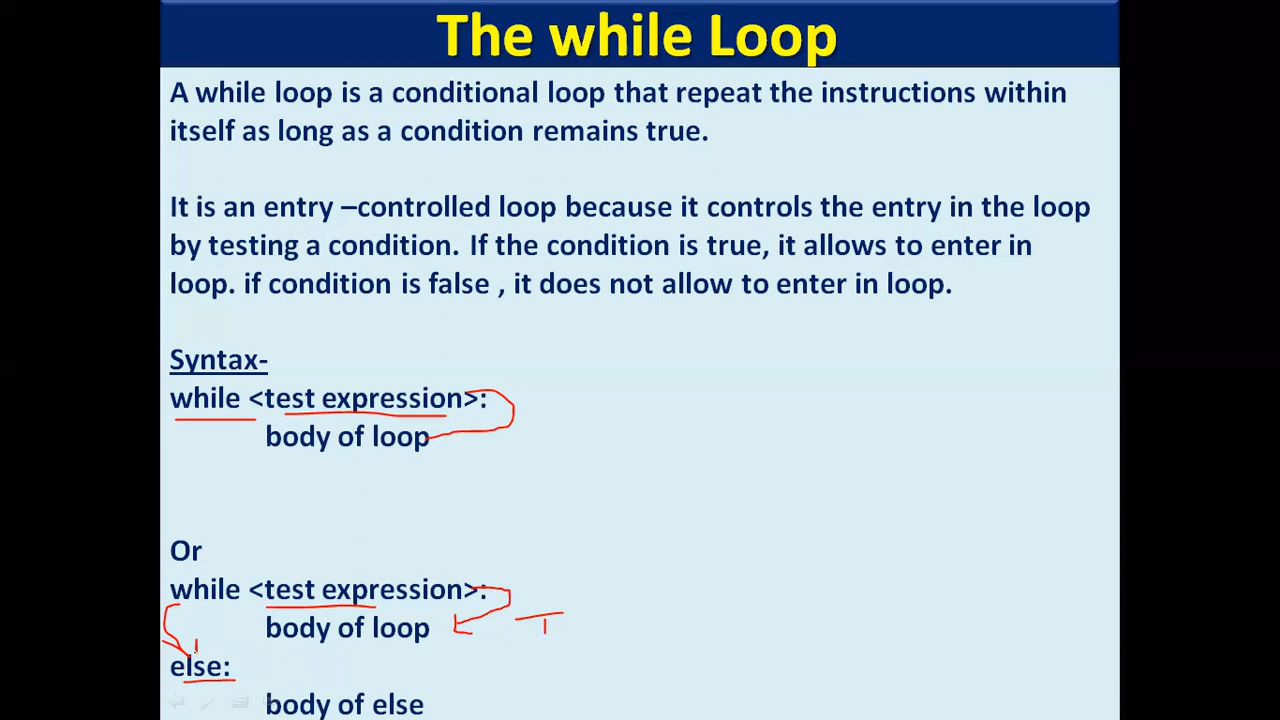 The while Loop
A while loop is a conditional loop that repeat the instructions within
itself as long as a condition remains true.
It is an entry –controlled loop because it controls the entry in the loop
by testing a condition. If the condition is true, it allows to enter in
loop. if condition is false , it does not allow to enter in loop.
Syntax-
while <test expression>:
body of loop
Or
while <test expression>:
body of loop T
else:
body of else